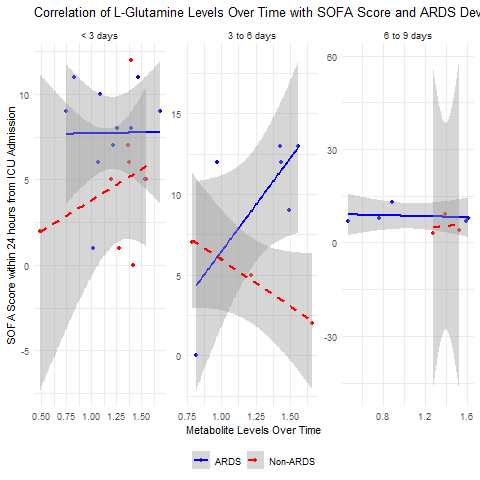 Correlation of L-Glutamine Levels Over Time with SOFA Score and ARDS Dev
< 3 days
3 to 6 days
6 to 9 days
SOFA Score within 24 hours from ICU Admission
10
5
0
-5
15
10
5
0
60
30
0
-30
0.50 0.75 1.00 1.25 1.50
0.75 1.00 1.25 1.50
0.8 1.2 1.6
Metabolite Levels Over Time
ARDS Non-ARDS